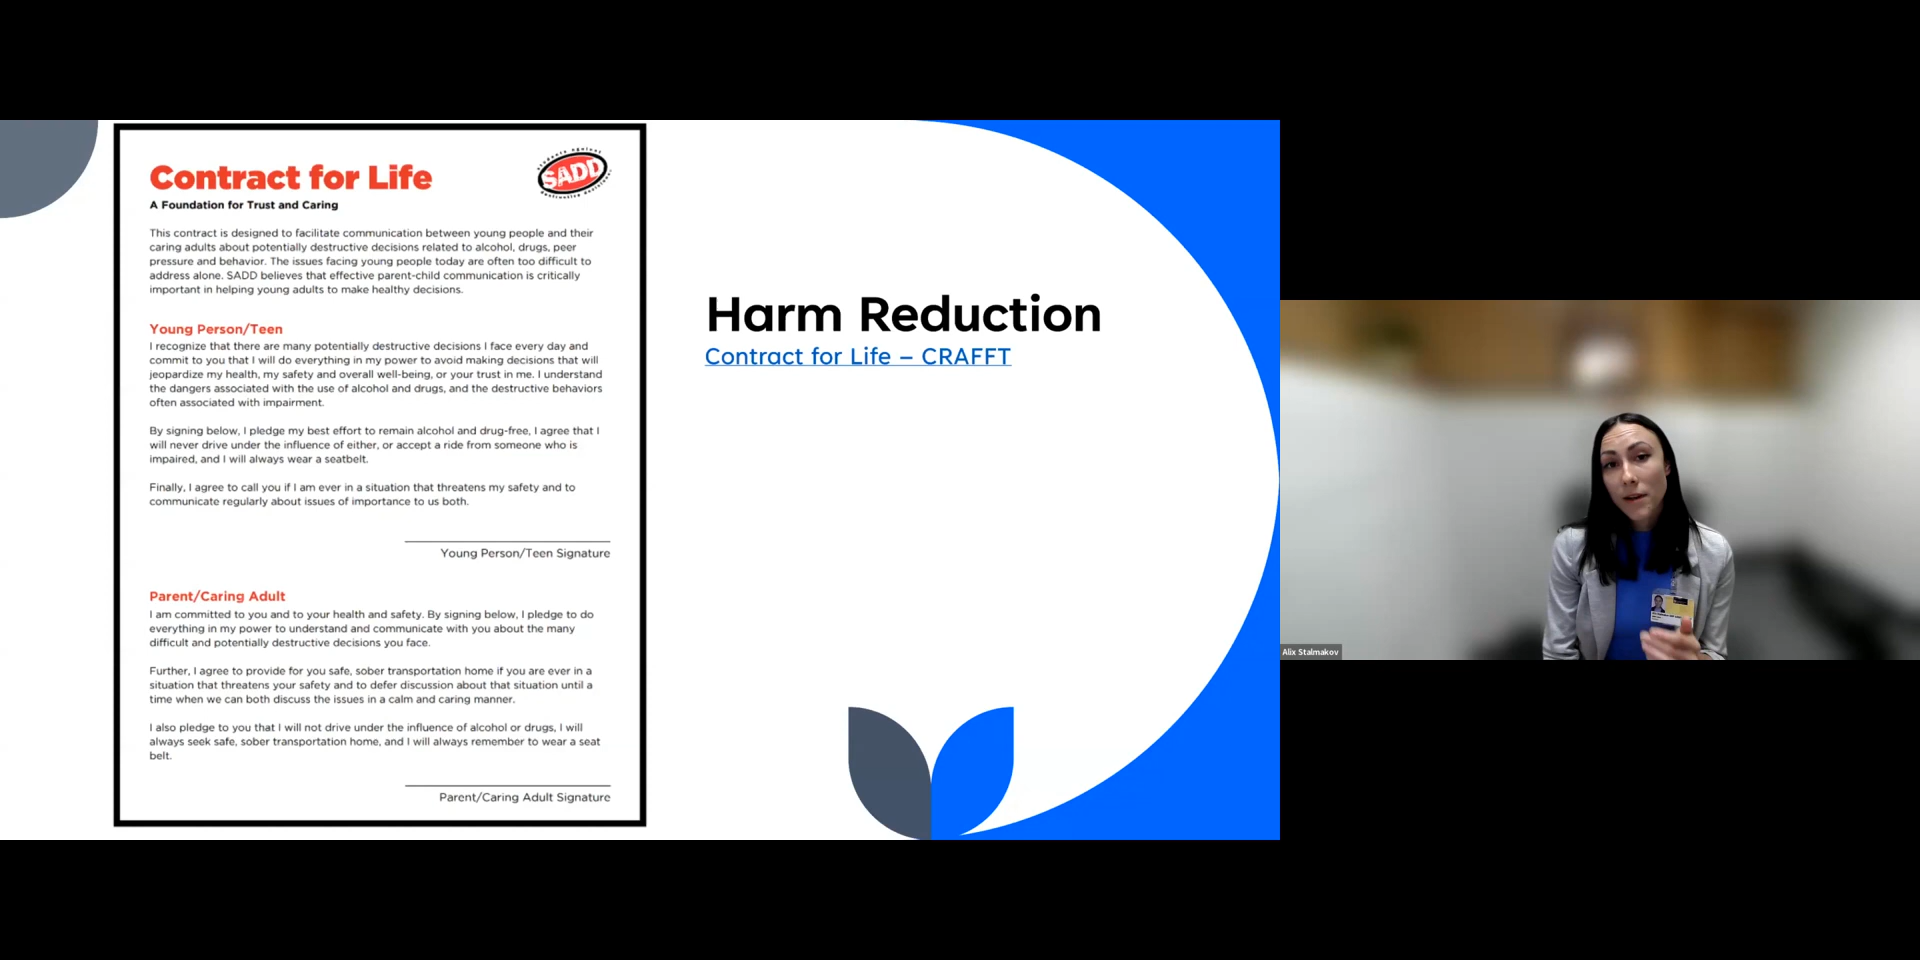 Contract for Life
students against
SADD
destructive decisions
A Foundation for Trust and Caring
This contract is designed to facilitate communication between young people and their
caring adults about potentially destructive decisions related to alcohol, drugs, peer
pressure and behavior. The issues facing young people today are often too difficult to
address alone. SADD believes that effective parent-child communication is critically
important in helping young adults to make healthy decisions.
Young Person/Teen
I recognize that there are many potentially destructive decisions I face every day and
commit to you that I will do everything in my power to avoid making decisions that will
jeopardize my health, my safety and overall well-being, or your trust in me. I understand
the dangers associated with the use of alcohol and drugs, and the destructive behaviors
often associated with impairment.
By signing below, I pledge my best effort to remain alcohol and drug-free, I agree that I
will never drive under the influence of either, or accept a ride from someone who is
impaired, and I will always wear a seatbelt.
Finally, I agree to call you if I am ever in a situation that threatens my safety and to
communicate regularly about issues of importance to us both.
Young Person/Teen Signature
Parent/Caring Adult
I am committed to you and to your health and safety. By signing below, I pledge to do
everything in my power to understand and communicate with you about the many
difficult and potentially destructive decisions you face.
Further, I agree to provide for you safe, sober transportation home if you are ever in a
situation that threatens your safety and to defer discussion about that situation until a
time when we can both discuss the issues in a calm and caring manner.
I also pledge to you that I will not drive under the influence of alcohol or drugs, I will
always seek safe, sober transportation home, and I will always remember to wear a seat
belt.
Parent/Caring Adult Signature
Harm Reduction
Contract for Life – CRAFFT
Alix Stalmakov